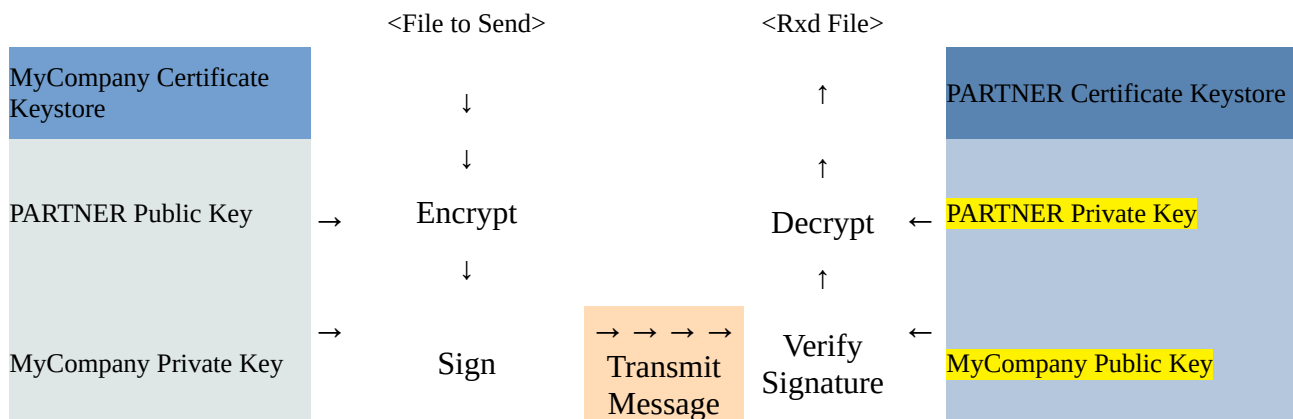 <File to Send>
<Rxd File>
MyCompany Certificate
Keystore
↓
↑
PARTNER Certificate Keystore
↓
↑
PARTNER Public Key
→
Encrypt
Decrypt
←
PARTNER Private Key
↓
↑
→
→ → → →
←
MyCompany Private Key
Sign
Transmit
Message
Verify
Signature
MyCompany Public Key